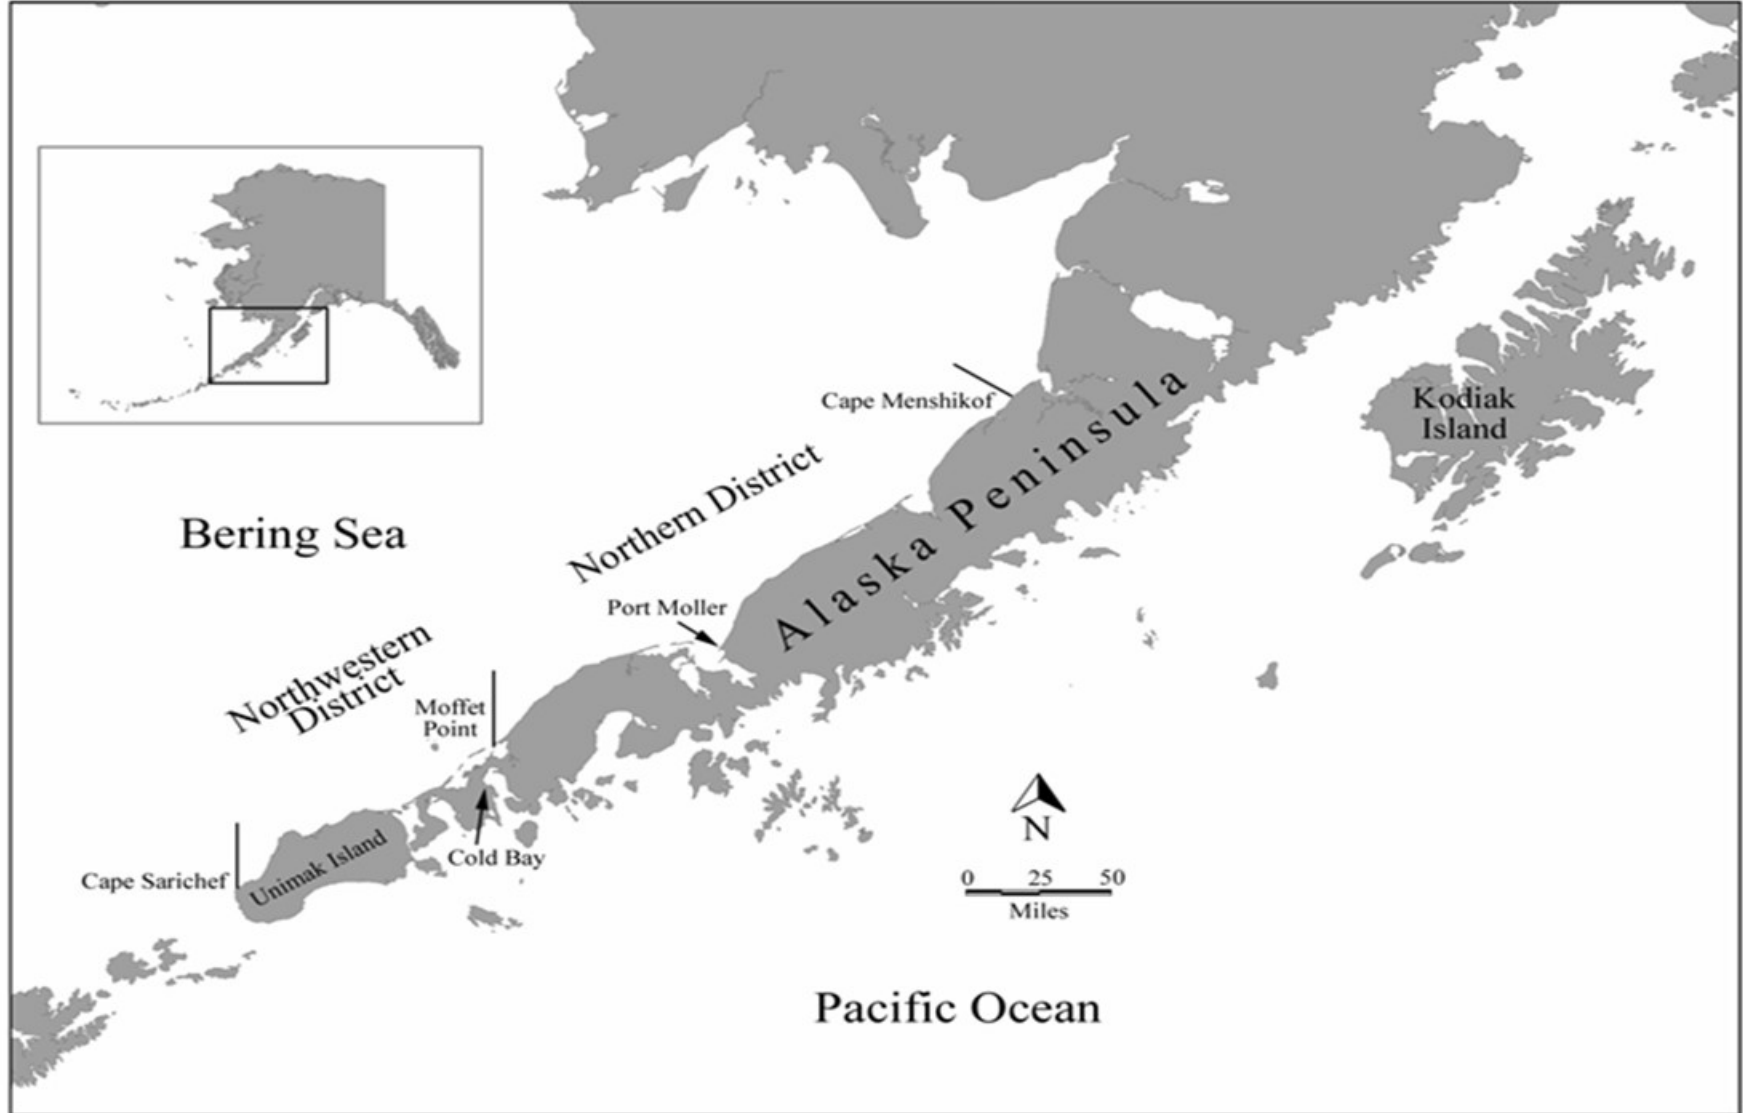 Cape Menshikof
Alaska Peninsula
Kodiak
Island
Northern District
Bering Sea
Port Moller
Northwestern
District
Moffet
Point
Cold Bay
Unimak Island
Cape Sarichef
N
0 25 50
Miles
Pacific Ocean